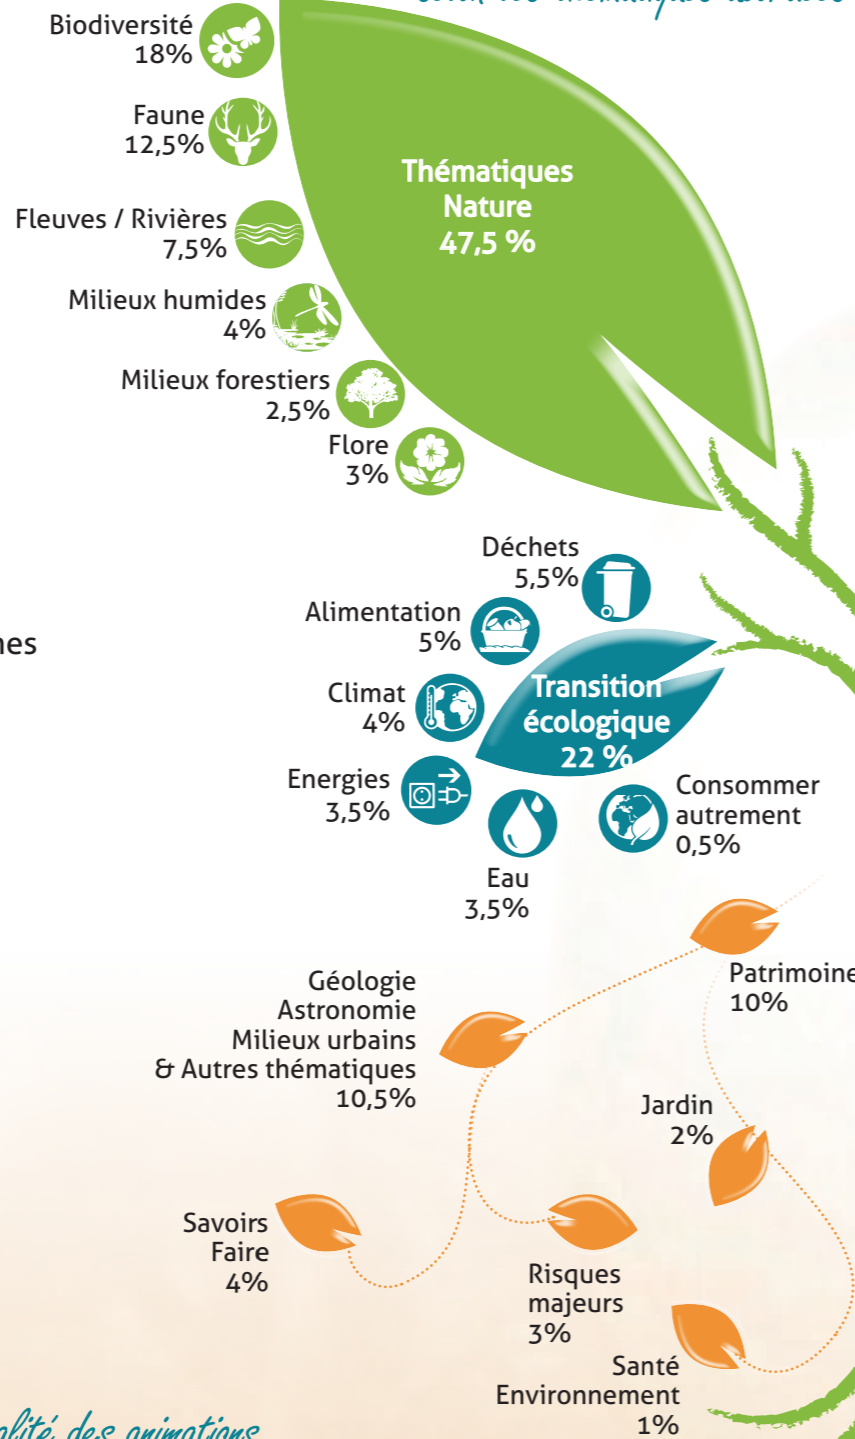 Biodiversité
18%
Faune
12,5%
Fleuves / Rivières
7,5%
Milieux humides
4%
Milieux forestiers
2,5%
Flore
3%
Thématiques
Nature
47,5 %
Déchets
5,5%
Alimentation
5%
Climat
4%
Energies
3,5%
Eau
3,5%
Consommer
autrement
0,5%
Transition
écologique
22 %
Patrimoine
10%
Géologie
Astronomie
Milieux urbains
& Autres thématiques
10,5%
Jardin
2%
Savoirs
Faire
4%
Risques
majeurs
3%
Santé
Environnement
1%
des animations